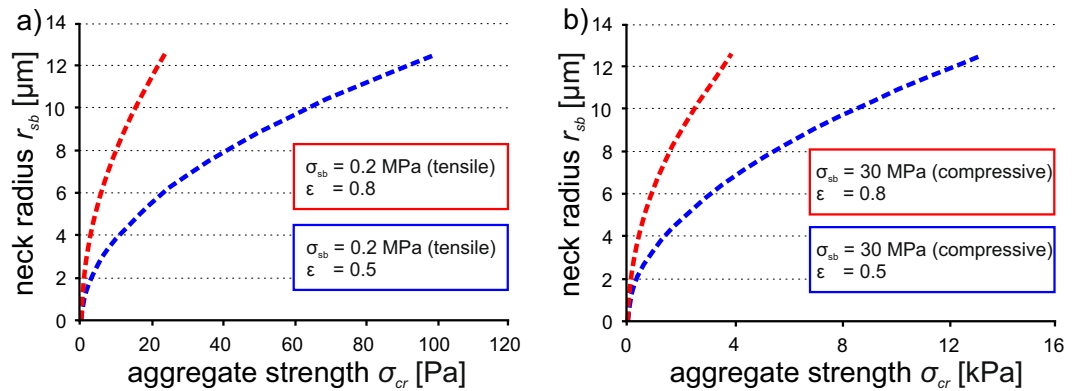 a)
neck radius r_sb [µm]
14
12
10
8
6
4
2
0
σ_sb = 0.2 MPa (tensile)
ε = 0.8
σ_sb = 0.2 MPa (tensile)
ε = 0.5
0 20 40 60 80 100 120
aggregate strength σ_cr [Pa]
b)
neck radius r_sb [µm]
14
12
10
8
6
4
2
0
σ_sb = 30 MPa (compressive)
ε = 0.8
σ_sb = 30 MPa (compressive)
ε = 0.5
0 4 8 12 16
aggregate strength σ_cr [kPa]